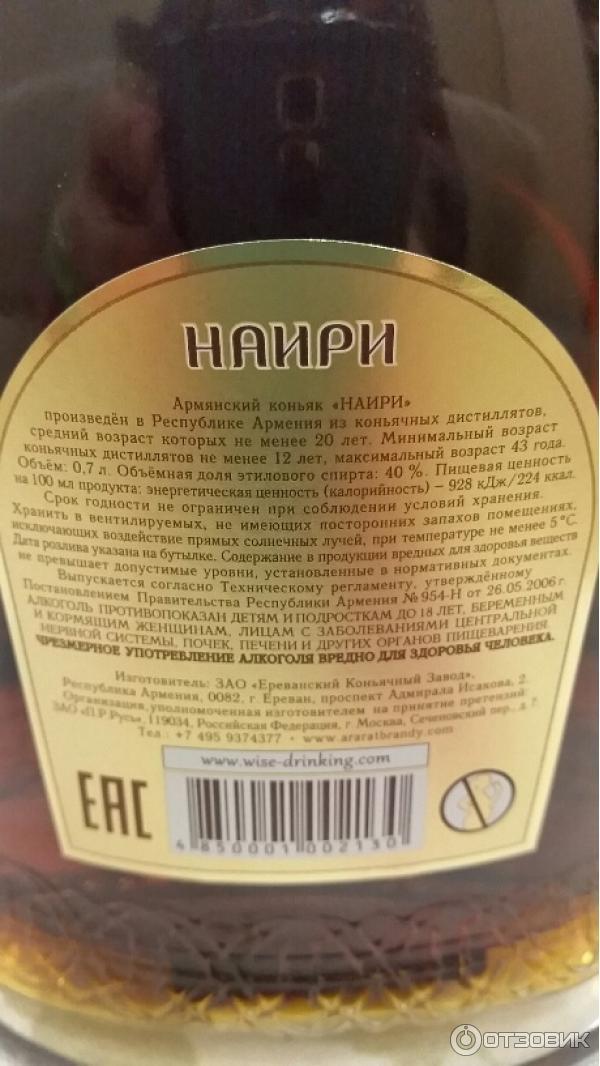 НАИРИ
Армянский коньяк «НАИРИ»
произведён в Республике Армения из коньячных дистиллятов,
средний возраст которых не менее 20 лет. Минимальный возраст
коньячных дистиллятов не менее 12 лет, максимальный возраст 43 года.
Объём: 0,7 л. Объёмная доля этилового спирта: 40 %. Пищевая ценность
на 100 мл продукта: энергетическая ценность (калорийность) – 928 кДж/224 ккал.
Срок годности не ограничен при соблюдении условий хранения.
Хранить в вентилируемых, не имеющих посторонних запахов помещениях,
исключающих воздействие прямых солнечных лучей, при температуре не менее 5 °С.
Дата розлива указана на бутылке. Содержание в продукции вредных для здоровья веществ
не превышает допустимые уровни, установленные в нормативных документах.
Выпускается согласно Техническому регламенту, утверждённому
Постановлением Правительства Республики Армения № 954-Н от 26.05.2006 г.
АЛКОГОЛЬ ПРОТИВОПОКАЗАН ДЕТЯМ И ПОДРОСТКАМ ДО 18 ЛЕТ, БЕРЕМЕННЫМ
И КОРМЯЩИМ ЖЕНЩИНАМ, ЛИЦАМ С ЗАБОЛЕВАНИЯМИ ЦЕНТРАЛЬНОЙ
НЕРВНОЙ СИСТЕМЫ, ПОЧЕК, ПЕЧЕНИ И ДРУГИХ ОРГАНОВ ПИЩЕВАРЕНИЯ.
ЧРЕЗМЕРНОЕ УПОТРЕБЛЕНИЕ АЛКОГОЛЯ ВРЕДНО ДЛЯ ЗДОРОВЬЯ ЧЕЛОВЕКА.
Изготовитель: ЗАО «Ереванский Коньячный Завод»,
Республика Армения, 0082, г. Ереван, проспект Адмирала Исакова, 2.
Организация, уполномоченная изготовителем на принятие претензий:
ЗАО «П.Р. Русь», 119034, Российская Федерация, г. Москва, Сеченовский пер., д. 7.
Тел.: +7 495 9374377 • www.araratbrandy.com
www.wise-drinking.com
EAC
4 850001 002130
ОТЗОВИК